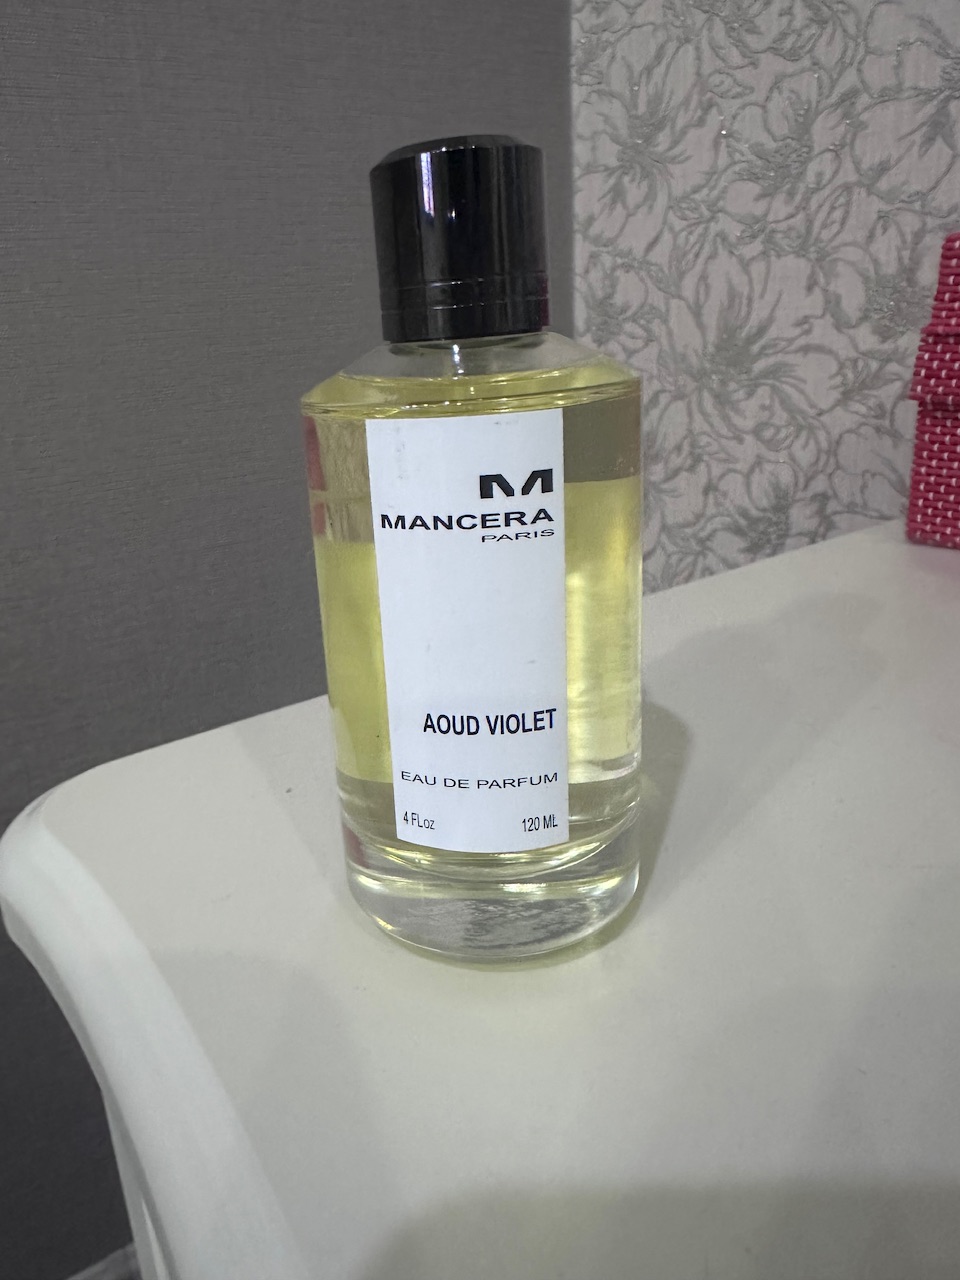 M
MANCERA
PARIS
AOUD VIOLET
EAU DE PARFUM
4 FLoz 120 ML